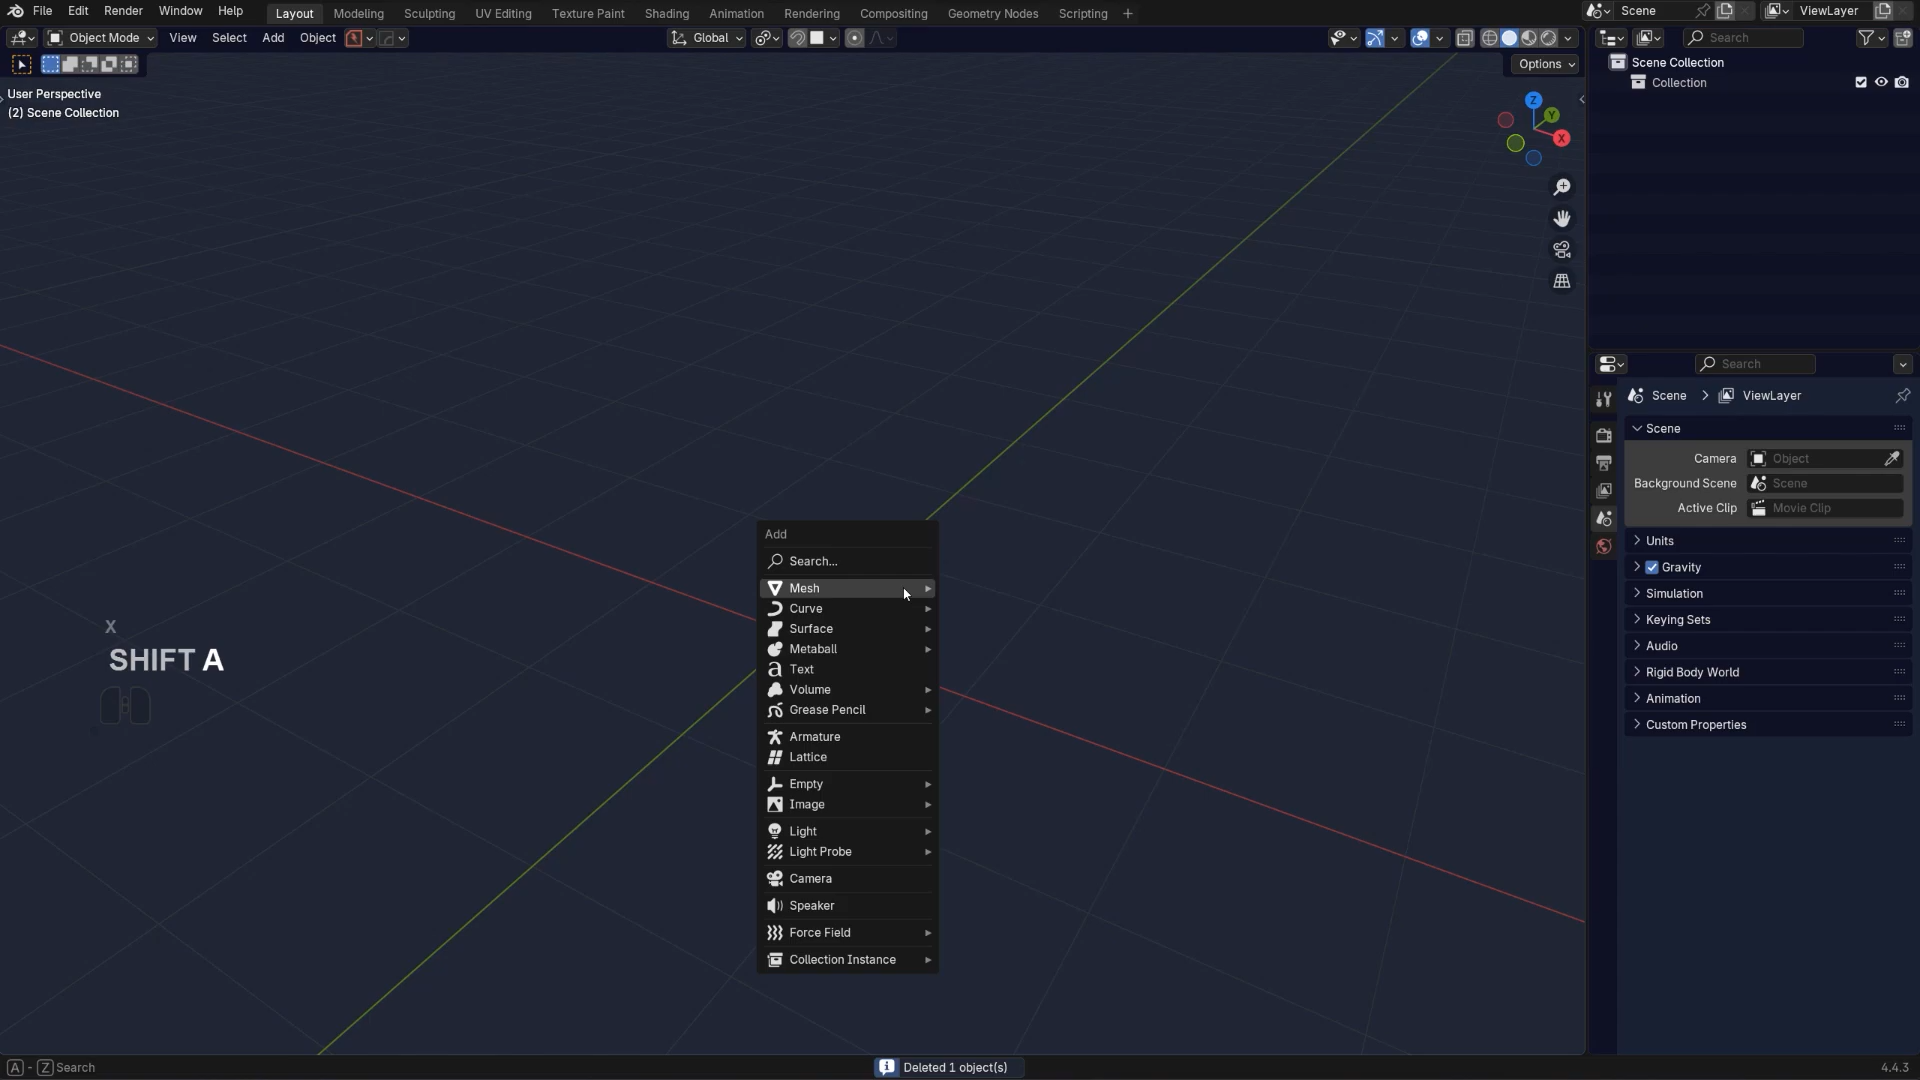 File Edit Render Window Help Layout Modeling Sculpting UV Editing Texture Paint Shading Animation Rendering Compositing Geometry Nodes Scripting + Scene ViewLayer
Object Mode View Select Add Object Global Search
Options
User Perspective
(2) Scene Collection
Z
Y
X
Scene Collection
Collection
Search
Scene > ViewLayer
Scene
Camera Object
Background Scene Scene
Active Clip Movie Clip
Units
Gravity
Simulation
Keying Sets
Audio
Rigid Body World
Animation
Custom Properties
Add
Search...
Mesh
Curve
Surface
Metaball
Text
Volume
Grease Pencil
Armature
Lattice
Empty
Image
Light
Light Probe
Camera
Speaker
Force Field
Collection Instance
X
SHIFT A
A - Z Search Deleted 1 object(s) 4.4.3